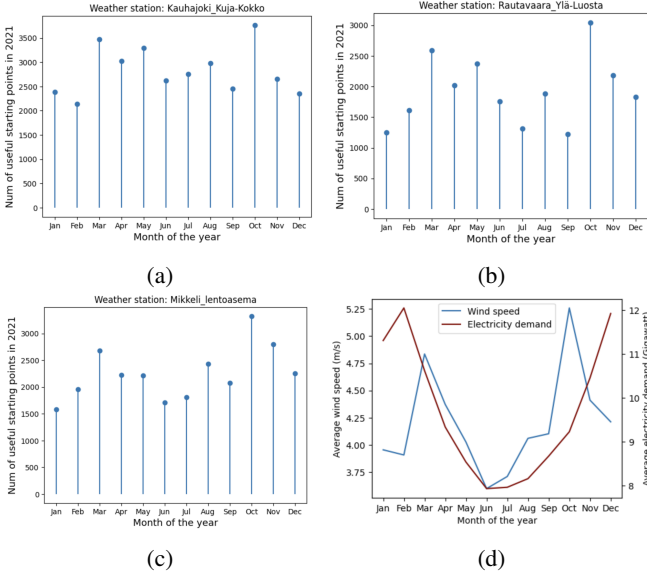 Weather station: Kauhajoki_Kuja-Kokko
Num of useful starting points in 2021
3500
3000
2500
2000
1500
1000
500
0
Jan Feb Mar Apr May Jun Jul Aug Sep Oct Nov Dec
Month of the year
(a)
Weather station: Rautavaara_Ylä-Luosta
Num of useful starting points in 2021
3000
2500
2000
1500
1000
500
0
Jan Feb Mar Apr May Jun Jul Aug Sep Oct Nov Dec
Month of the year
(b)
Weather station: Mikkeli_lentoasema
Num of useful starting points in 2021
3000
2500
2000
1500
1000
500
0
Jan Feb Mar Apr May Jun Jul Aug Sep Oct Nov Dec
Month of the year
(c)
Wind speed
Electricity demand
Average wind speed (m/s)
5.25
5.00
4.75
4.50
4.25
4.00
3.75
12
11
10
9
8
Average electricity demand (Gigawatt)
Jan Feb Mar Apr May Jun Jul Aug Sep Oct Nov Dec
Month of the year
(d)